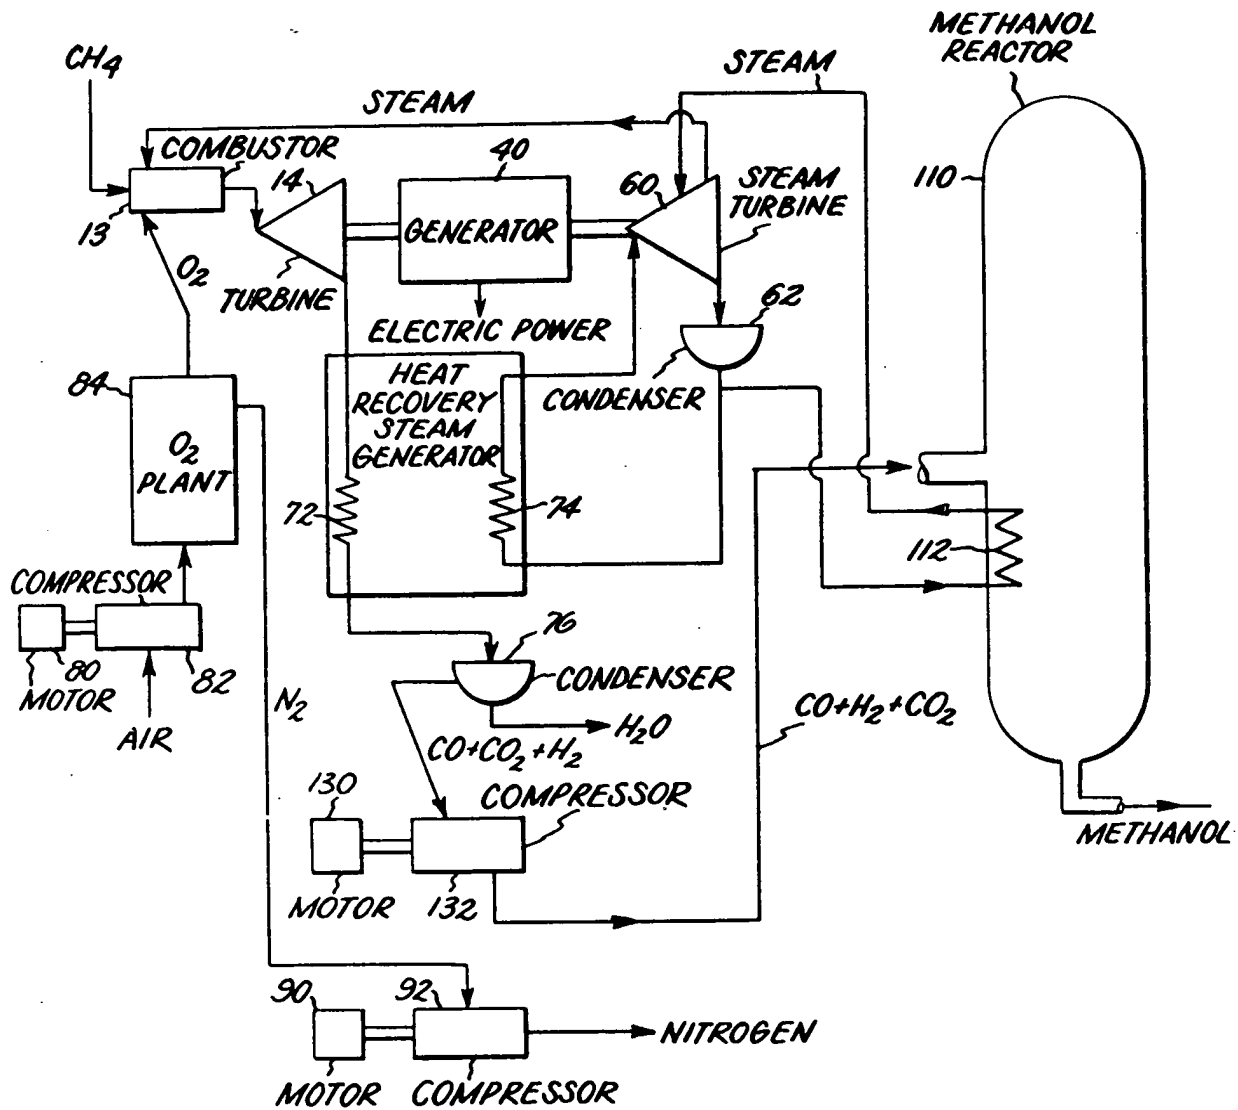 METHANOL
REACTOR
CH4
STEAM
STEAM
COMBUSTOR
13
14
40
GENERATOR
60
STEAM
TURBINE
110
O2
TURBINE
ELECTRIC POWER
62
CONDENSER
84
O2
PLANT
HEAT
RECOVERY
STEAM
GENERATOR
72
74
112
COMPRESSOR
80
MOTOR
82
AIR
N2
76
CONDENSER
H2O
CO+CO2+H2
CO+H2+CO2
130
COMPRESSOR
MOTOR
132
METHANOL
90
92
NITROGEN
MOTOR
COMPRESSOR